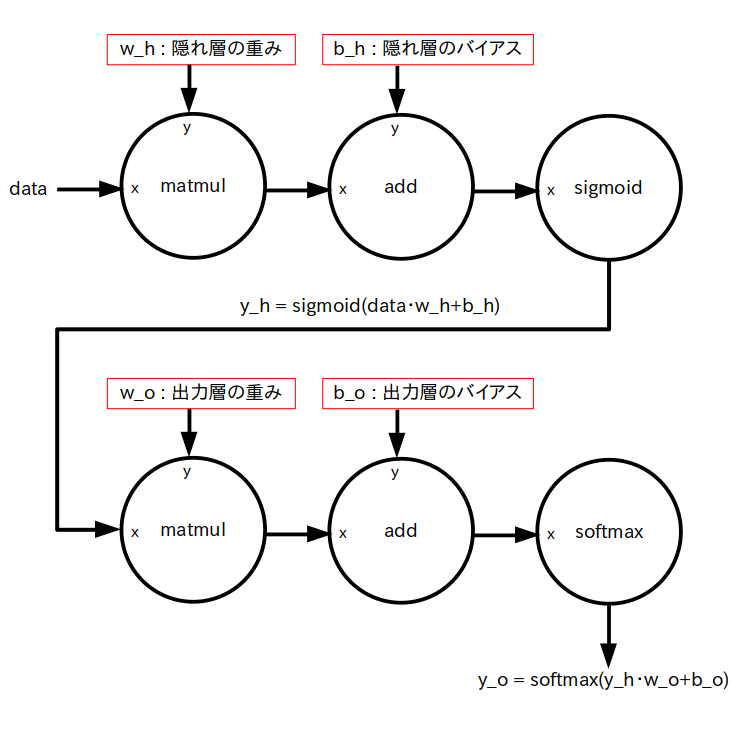 w_h : 隠れ層の重み
b_h : 隠れ層のバイアス
y
y
data
x
matmul
x
add
x
sigmoid
y_h = sigmoid(data・w_h+b_h)
w_o : 出力層の重み
b_o : 出力層のバイアス
y
y
x
matmul
x
add
x
softmax
y_o = softmax(y_h・w_o+b_o)